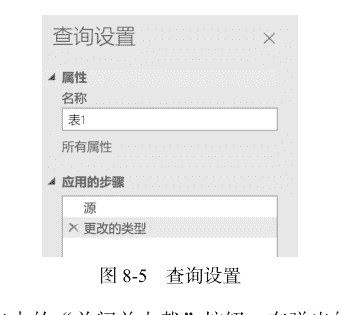 查询设置
属性
名称
表1
所有属性
应用的步骤
源
更改的类型
图 8-5 查询设置